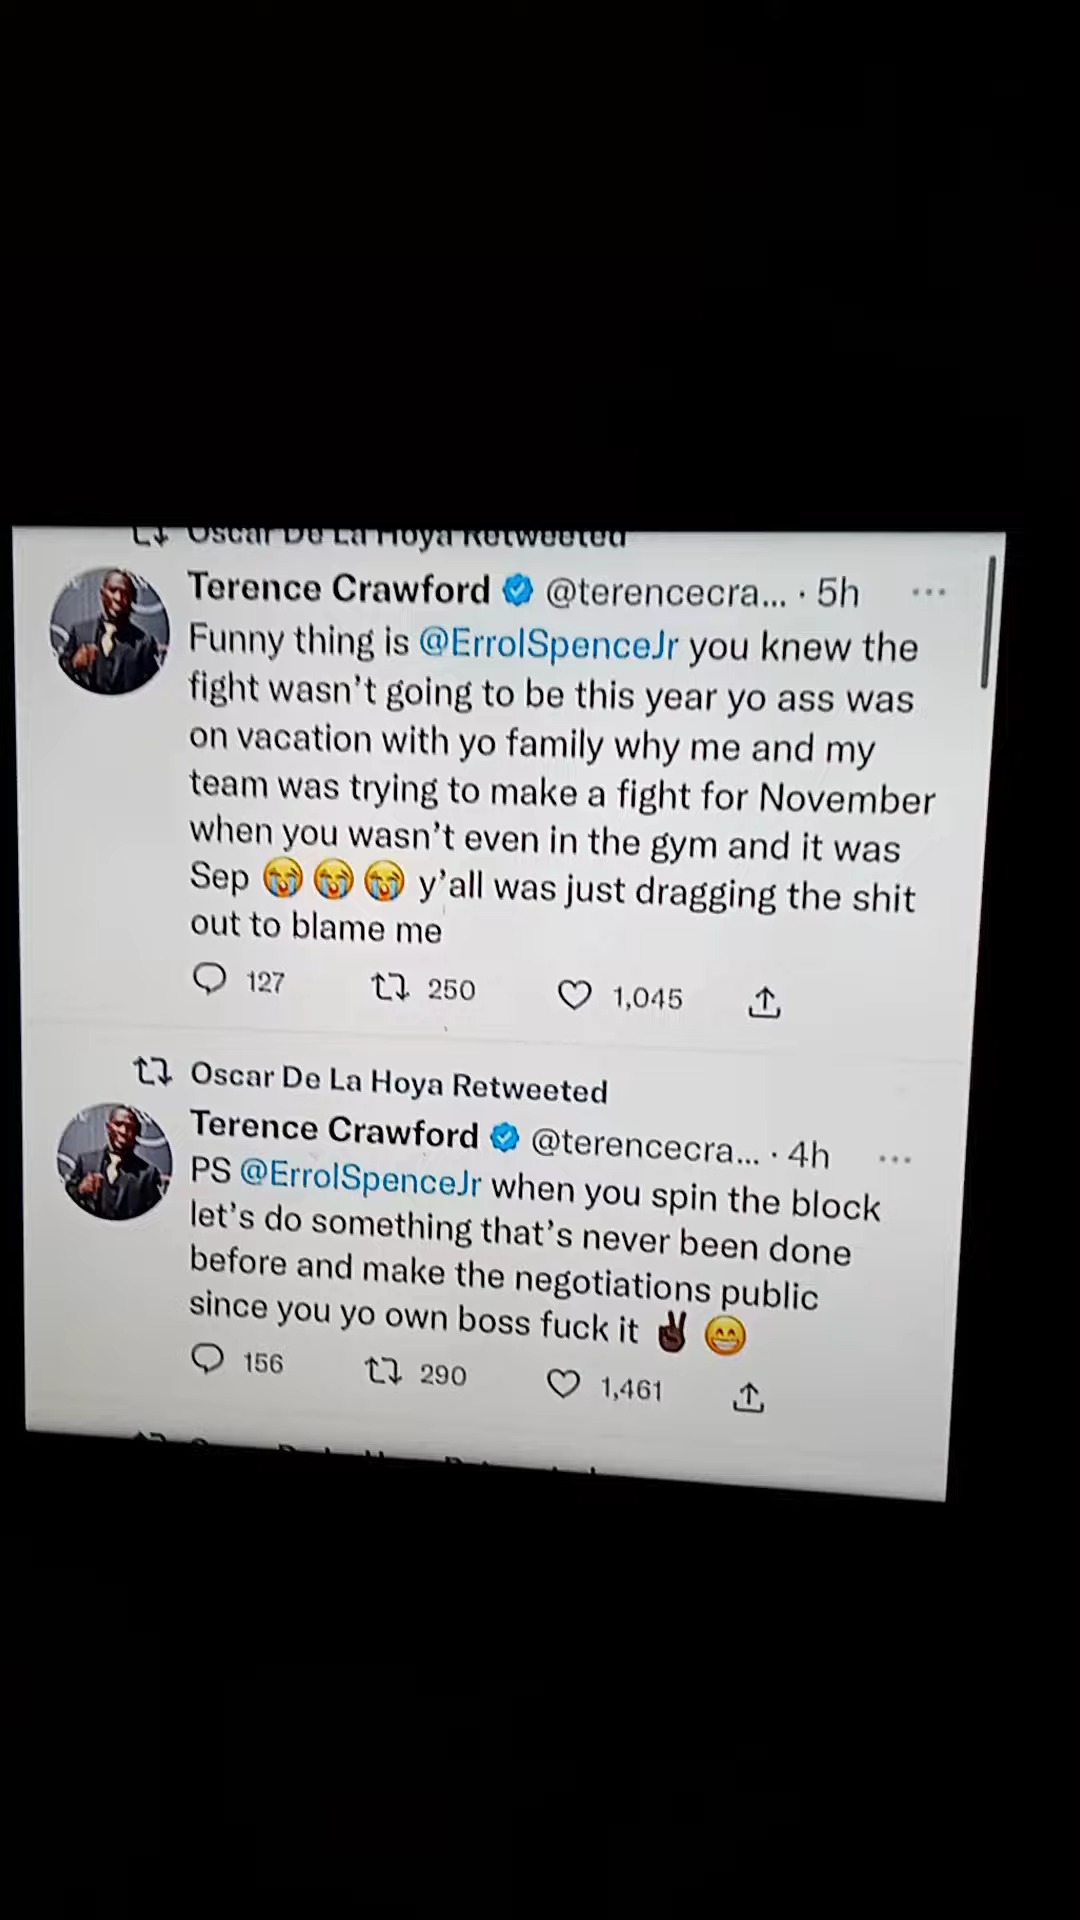 Oscar De La Hoya Retweeted
Terence Crawford @terencecra... · 5h
Funny thing is @ErrolSpenceJr you knew the
fight wasn't going to be this year yo ass was
on vacation with yo family why me and my
team was trying to make a fight for November
when you wasn't even in the gym and it was
Sep 😭😭😭 y'all was just dragging the shit
out to blame me
127 250 1,045
Oscar De La Hoya Retweeted
Terence Crawford @terencecra... · 4h
PS @ErrolSpenceJr when you spin the block
let's do something that's never been done
before and make the negotiations public
since you yo own boss fuck it ✌🏿 😁
156 290 1,461